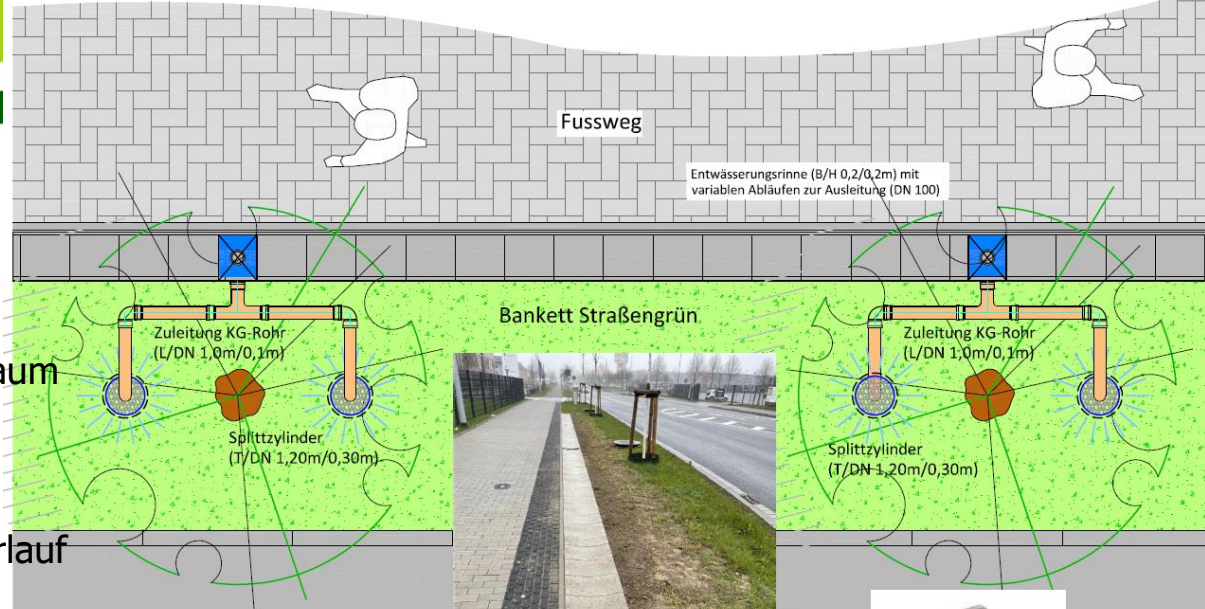 Fussweg
Entwässerungsrinne (B/H 0,2/0,2m) mit
variablen Abläufen zur Ausleitung (DN 100)
Bankett Straßengrün
Zuleitung KG-Rohr
(L/DN 1,0m/0,1m)
Zuleitung KG-Rohr
(L/DN 1,0m/0,1m)
aum
Splittzylinder
(T/DN 1,20m/0,30m)
Splittzylinder
(T/DN 1,20m/0,30m)
rlauf